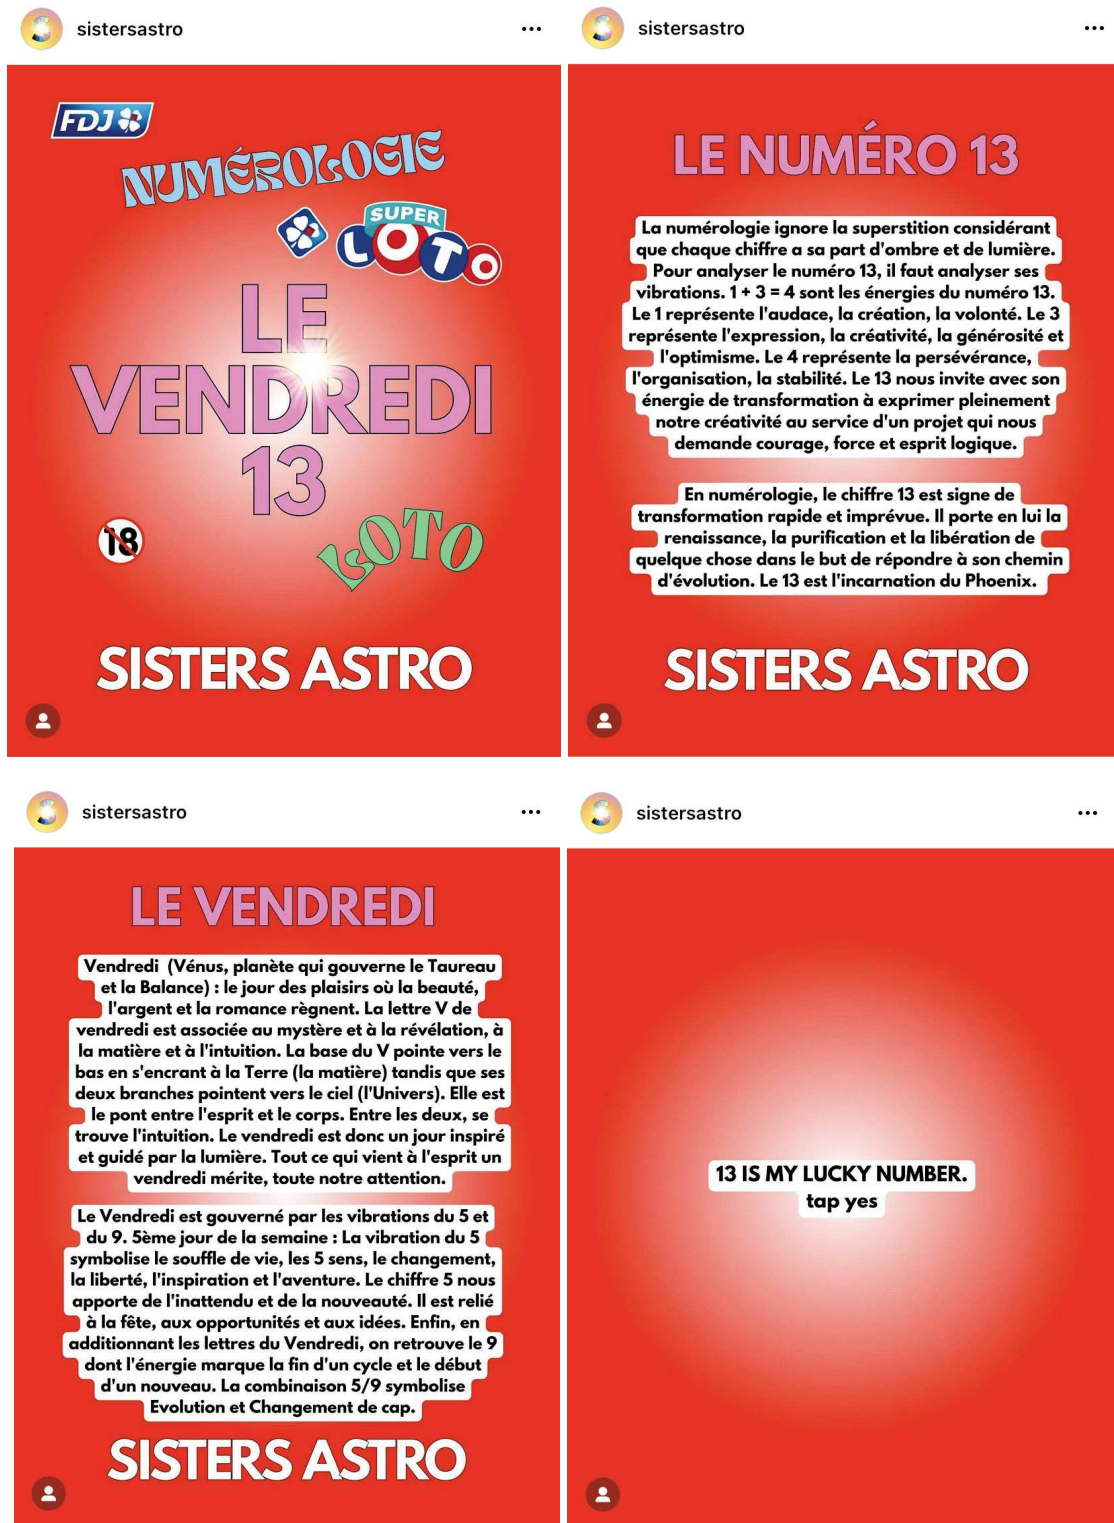 sistersastro
FDJ
NUMÉROLOGIE
SUPER
LOTO
LE
VENDREDI
13
18
LOTO
SISTERS ASTRO
sistersastro
LE NUMÉRO 13
La numérologie ignore la superstition considérant
que chaque chiffre a sa part d'ombre et de lumière.
Pour analyser le numéro 13, il faut analyser ses
vibrations. 1 + 3 = 4 sont les énergies du numéro 13.
Le 1 représente l'audace, la création, la volonté. Le 3
représente l'expression, la créativité, la générosité et
l'optimisme. Le 4 représente la persévérance,
l'organisation, la stabilité. Le 13 nous invite avec son
énergie de transformation à exprimer pleinement
notre créativité au service d'un projet qui nous
demande courage, force et esprit logique.
En numérologie, le chiffre 13 est signe de
transformation rapide et imprévue. Il porte en lui la
renaissance, la purification et la libération de
quelque chose dans le but de répondre à son chemin
d'évolution. Le 13 est l'incarnation du Phoenix.
SISTERS ASTRO
sistersastro
LE VENDREDI
Vendredi (Vénus, planète qui gouverne le Taureau
et la Balance) : le jour des plaisirs où la beauté,
l'argent et la romance règnent. La lettre V de
vendredi est associée au mystère et à la révélation, à
la matière et à l'intuition. La base du V pointe vers le
bas en s'encrant à la Terre (la matière) tandis que ses
deux branches pointent vers le ciel (l'Univers). Elle est
le pont entre l'esprit et le corps. Entre les deux, se
trouve l'intuition. Le vendredi est donc un jour inspiré
et guidé par la lumière. Tout ce qui vient à l'esprit un
vendredi mérite, toute notre attention.
Le Vendredi est gouverné par les vibrations du 5 et
du 9. 5ème jour de la semaine : La vibration du 5
symbolise le souffle de vie, les 5 sens, le changement,
la liberté, l'inspiration et l'aventure. Le chiffre 5 nous
apporte de l'inattendu et de la nouveauté. Il est relié
à la fête, aux opportunités et aux idées. Enfin, en
additionnant les lettres du Vendredi, on retrouve le 9
dont l'énergie marque la fin d'un cycle et le début
d'un nouveau. La combinaison 5/9 symbolise
Evolution et Changement de cap.
SISTERS ASTRO
sistersastro
13 IS MY LUCKY NUMBER.
tap yes